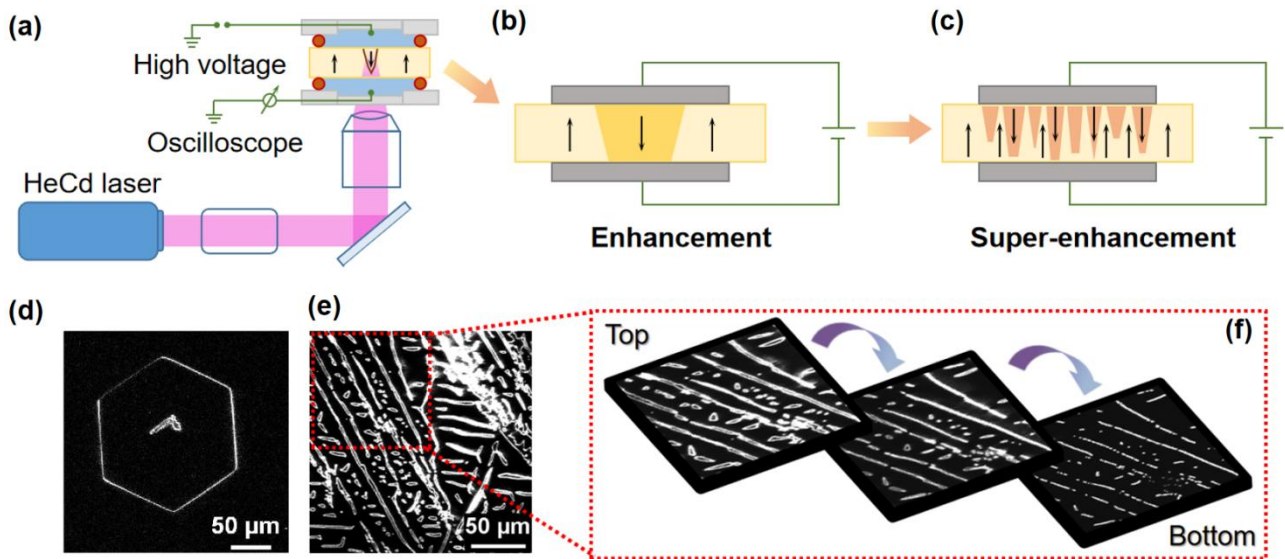 (a)
High voltage
Oscilloscope
HeCd laser
(b)
Enhancement
(c)
Super-enhancement
(d)
50 μm
(e)
50 μm
(f)
Top
Bottom